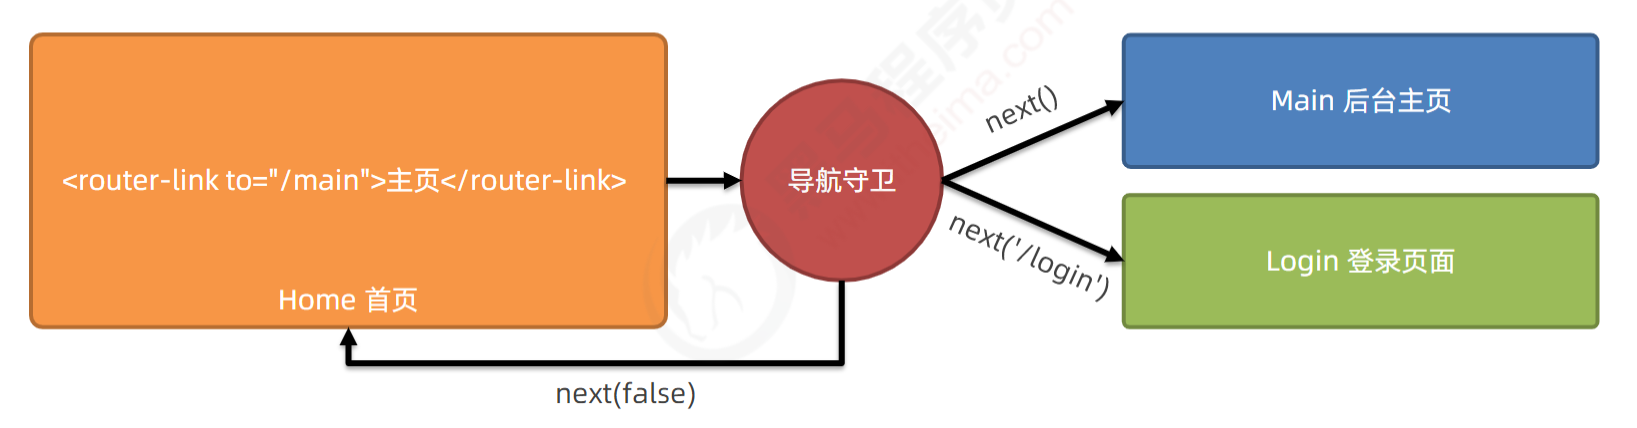 <router-link to="/main">主页</router-link>
Home 首页
导航守卫
next()
next('/login')
next(false)
Main 后台主页
Login 登录页面